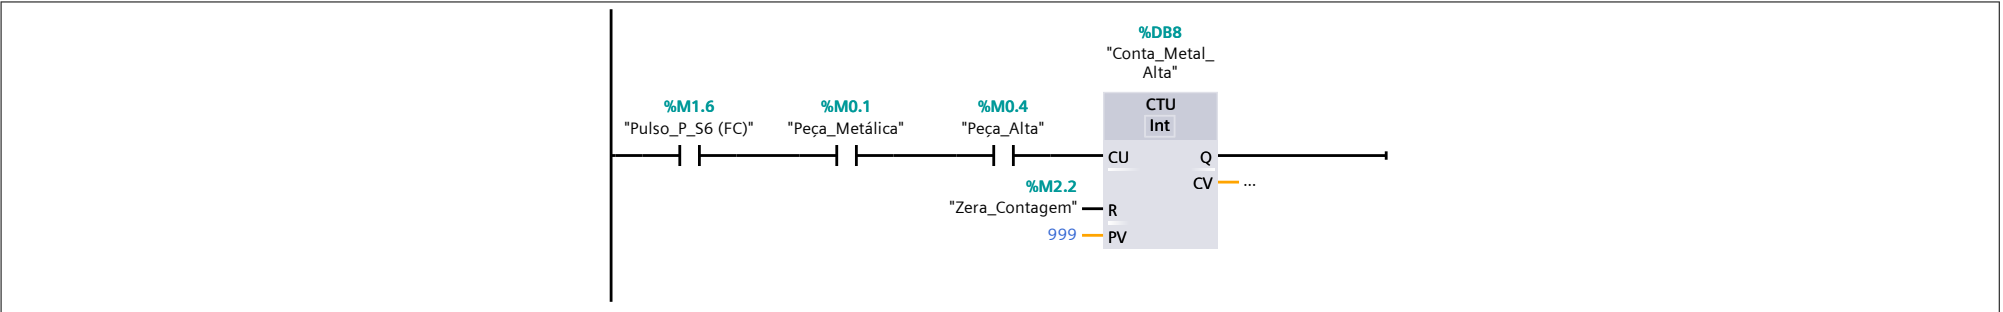 %DB8
"Conta_Metal_
Alta"
%M1.6
"Pulso_P_S6 (FC)"
%M0.1
"Peça_Metálica"
%M0.4
"Peça_Alta"
CTU
Int
CU
Q
CV
...
%M2.2
"Zera_Contagem"
R
999
PV